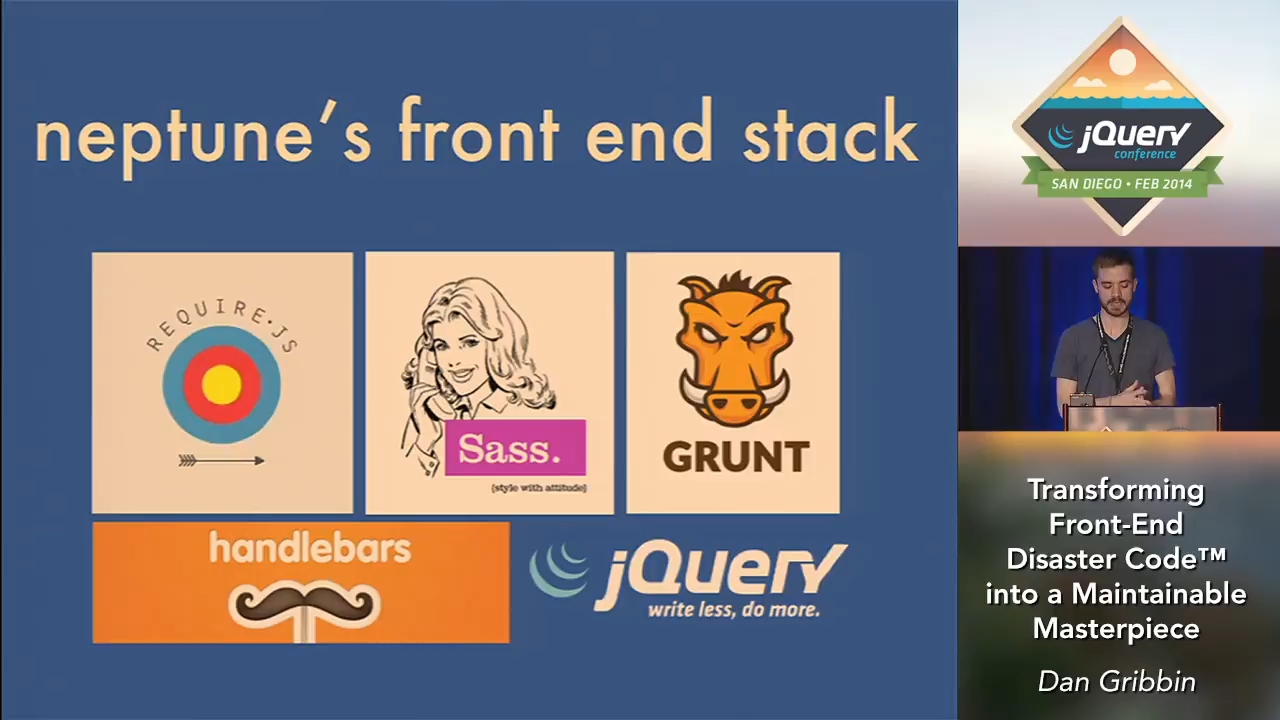 neptune's front end stack
REQUIRE.JS
Sass.
{style with attitude}
GRUNT
handlebars
jQuery
write less, do more.
jQuery
conference
SAN DIEGO • FEB 2014
Transforming
Front-End
Disaster Code™
into a Maintainable
Masterpiece
Dan Gribbin